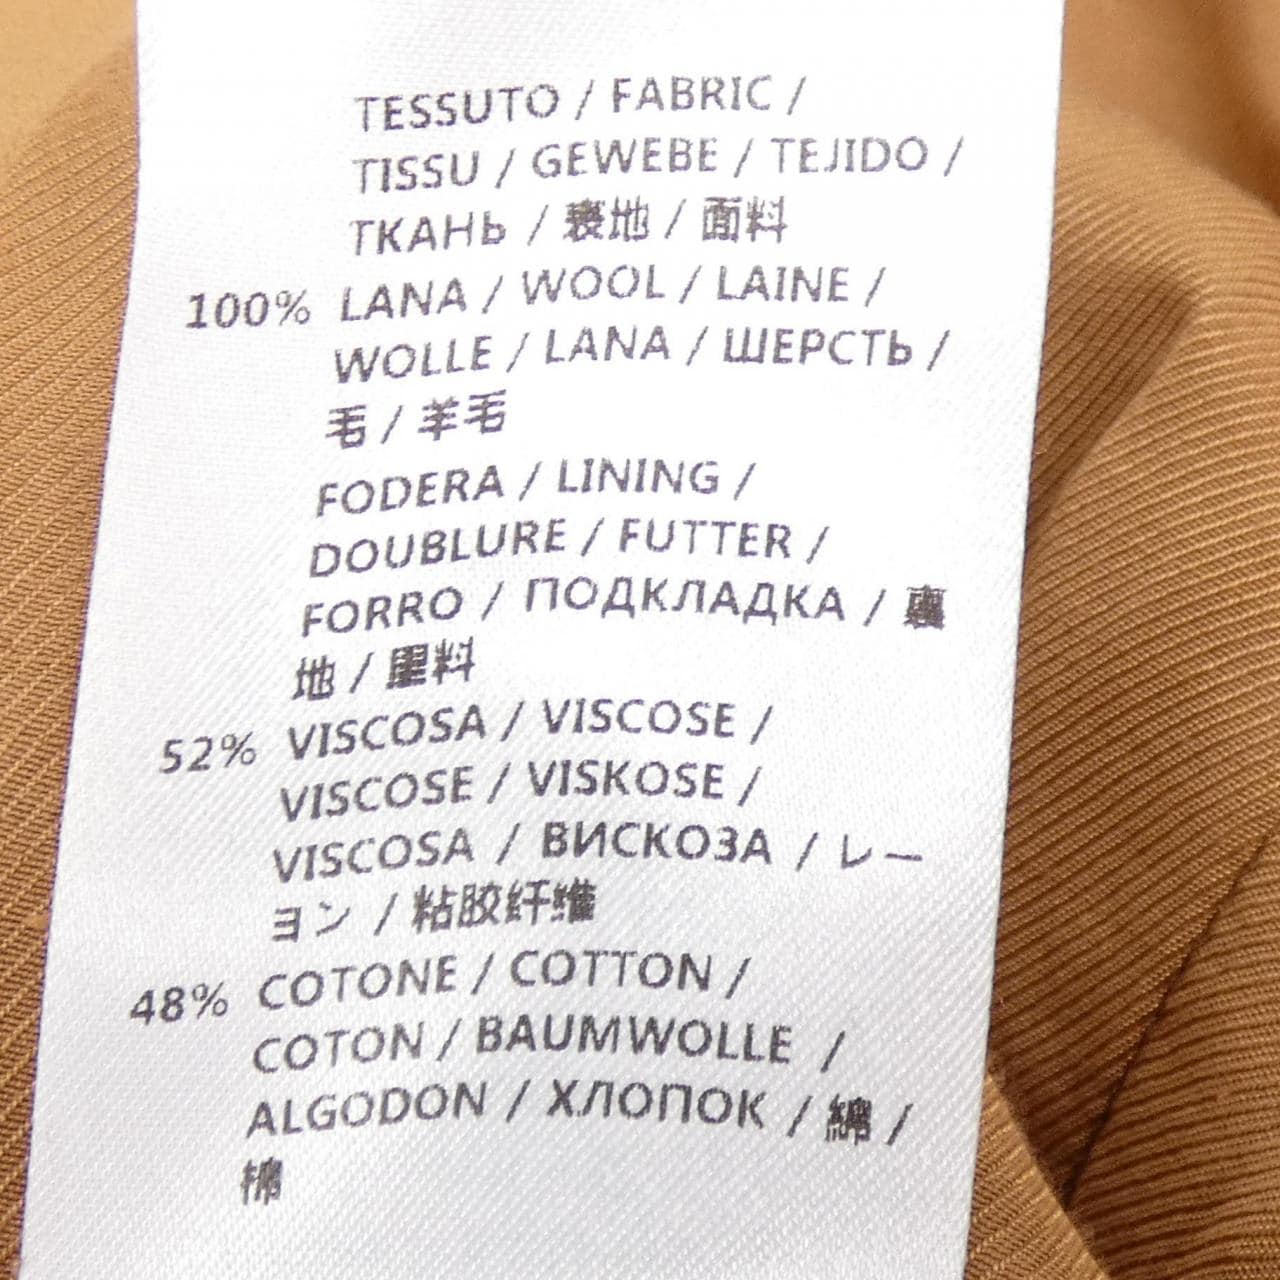 TESSUTO / FABRIC /
TISSU / GEWEBE / TEJIDO /
ТКАНЬ / 表地 / 面料
100% LANA / WOOL / LAINE /
WOLLE / LANA / ШЕРСТЬ /
毛 / 羊毛
FODERA / LINING /
DOUBLURE / FUTTER /
FORRO / ПОДКЛАДКА / 裏
地 / 里料
52% VISCOSA / VISCOSE /
VISCOSE / VISKOSE /
VISCOSA / ВИСКОЗА / レー
ヨン / 粘胶纤维
48% COTONE / COTTON /
COTON / BAUMWOLLE /
ALGODON / ХЛОПОК / 綿 /
棉